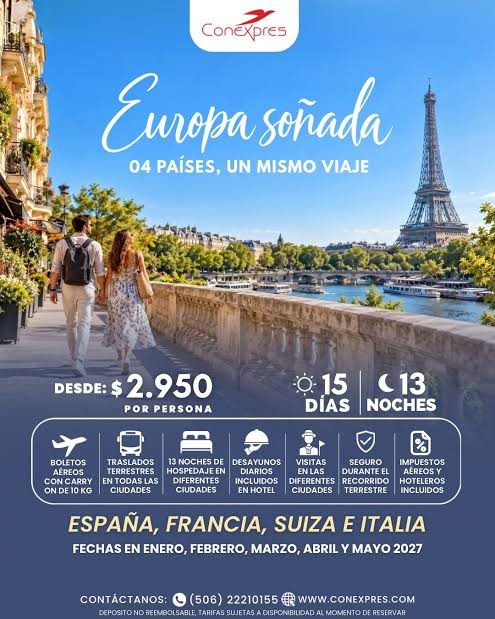 CONEXPRES
Europa soñada
04 PAÍSES, UN MISMO VIAJE
DESDE: $2.950
POR PERSONA
15
DÍAS
13
NOCHES
BOLETOS
AÉREOS
CON CARRY
ON DE 10 KG
TRASLADOS
TERRESTRES
EN TODAS LAS
CIUDADES
13 NOCHES DE
HOSPEDAJE EN
DIFERENTES
CIUDADES
DESAYUNOS
DIARIOS
INCLUIDOS
EN HOTEL
VISITAS
EN LAS
DIFERENTES
CIUDADES
SEGURO
DURANTE EL
RECORRIDO
TERRESTRE
IMPUESTOS
AÉREOS Y
HOTELEROS
INCLUIDOS
ESPAÑA, FRANCIA, SUIZA E ITALIA
FECHAS EN ENERO, FEBRERO, MARZO, ABRIL Y MAYO 2027
CONTÁCTANOS: (506) 22210155 WWW.CONEXPRES.COM
DEPOSITO NO REEMBOLSABLE, TARIFAS SUJETAS A DISPONIBILIDAD AL MOMENTO DE RESERVAR